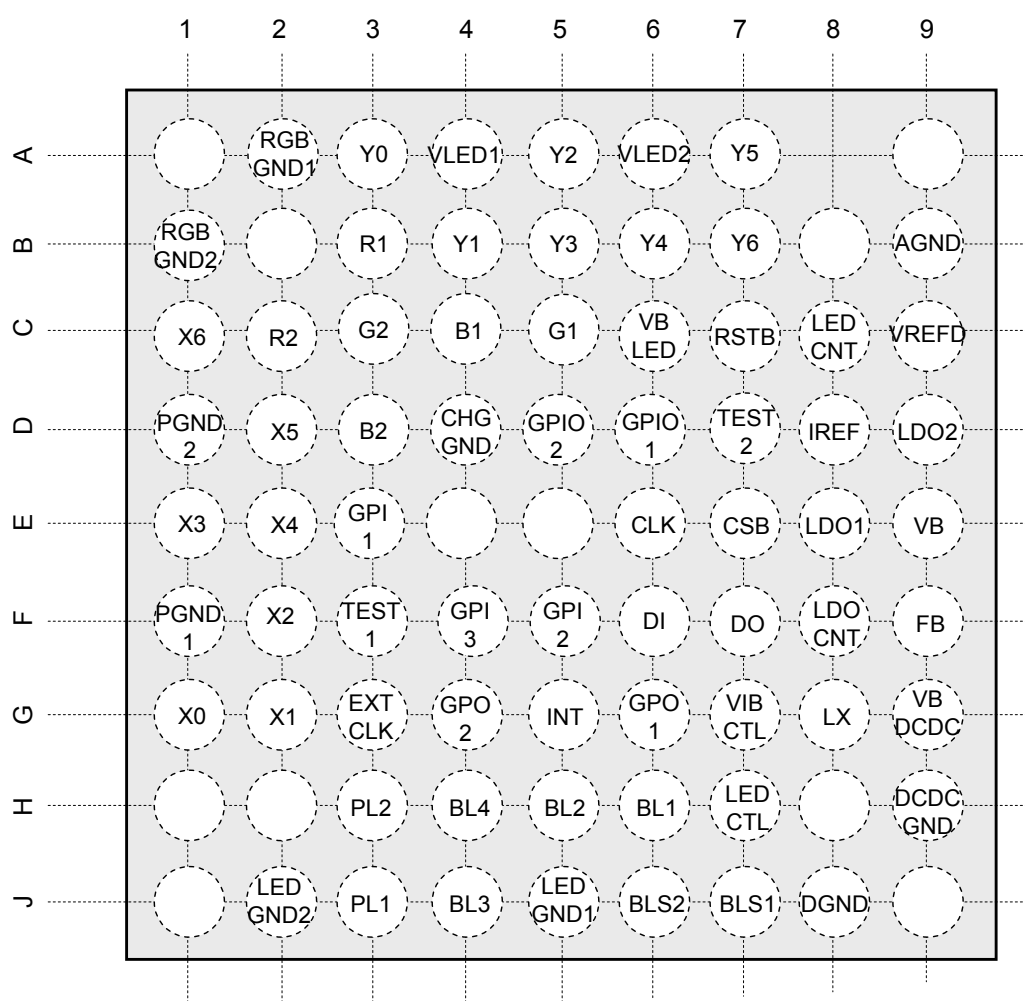 1 2 3 4 5 6 7 8 9
A RGB GND1 Y0 VLED1 Y2 VLED2 Y5
B RGB GND2 R1 Y1 Y3 Y4 Y6 AGND
C X6 R2 G2 B1 G1 VB LED RSTB LED CNT VREFD
D PGND 2 X5 B2 CHG GND GPIO 2 GPIO 1 TEST 2 IREF LDO2
E X3 X4 GPI 1 CLK CSB LDO1 VB
F PGND 1 X2 TEST 1 GPI 3 GPI 2 DI DO LDO CNT FB
G X0 X1 EXT CLK GPO 2 INT GPO 1 VIB CTL LX VB DCDC
H PL2 BL4 BL2 BL1 LED CTL DCDC GND
J LED GND2 PL1 BL3 LED GND1 BLS2 BLS1 DGND